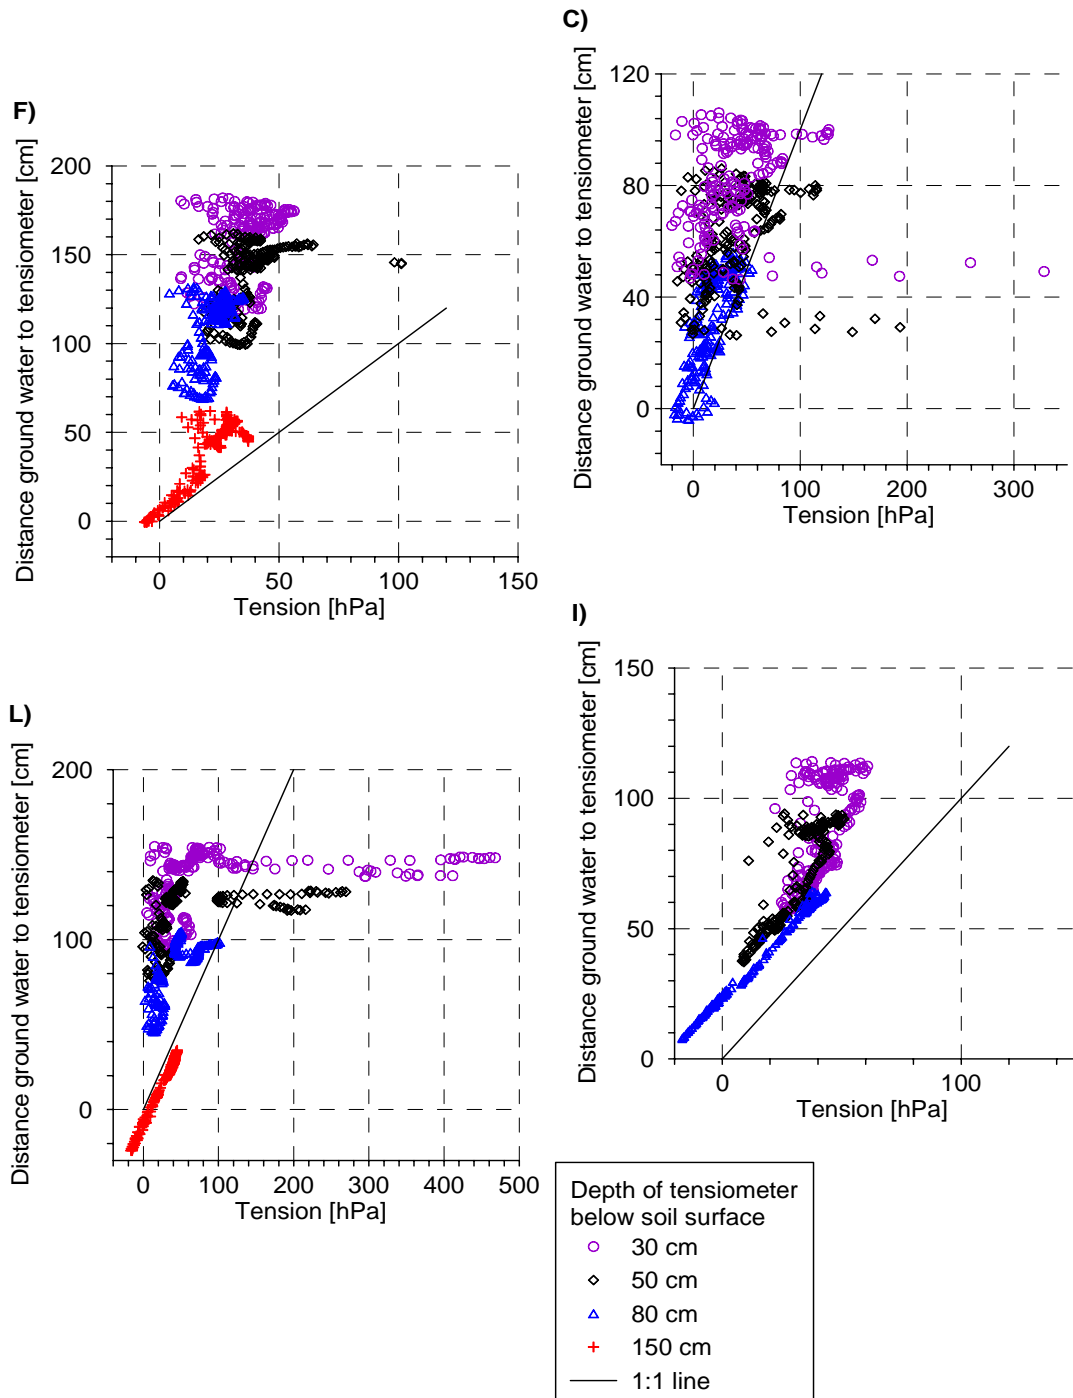 F)
Distance ground water to tensiometer [cm]
200
150
100
50
0
0 50 100 150
Tension [hPa]
C)
Distance ground water to tensiometer [cm]
120
80
40
0
0 100 200 300
Tension [hPa]
L)
Distance ground water to tensiometer [cm]
200
100
0
0 100 200 300 400 500
Tension [hPa]
I)
Distance ground water to tensiometer [cm]
150
100
50
0
0 100
Tension [hPa]
Depth of tensiometer
below soil surface
30 cm
50 cm
80 cm
150 cm
1:1 line